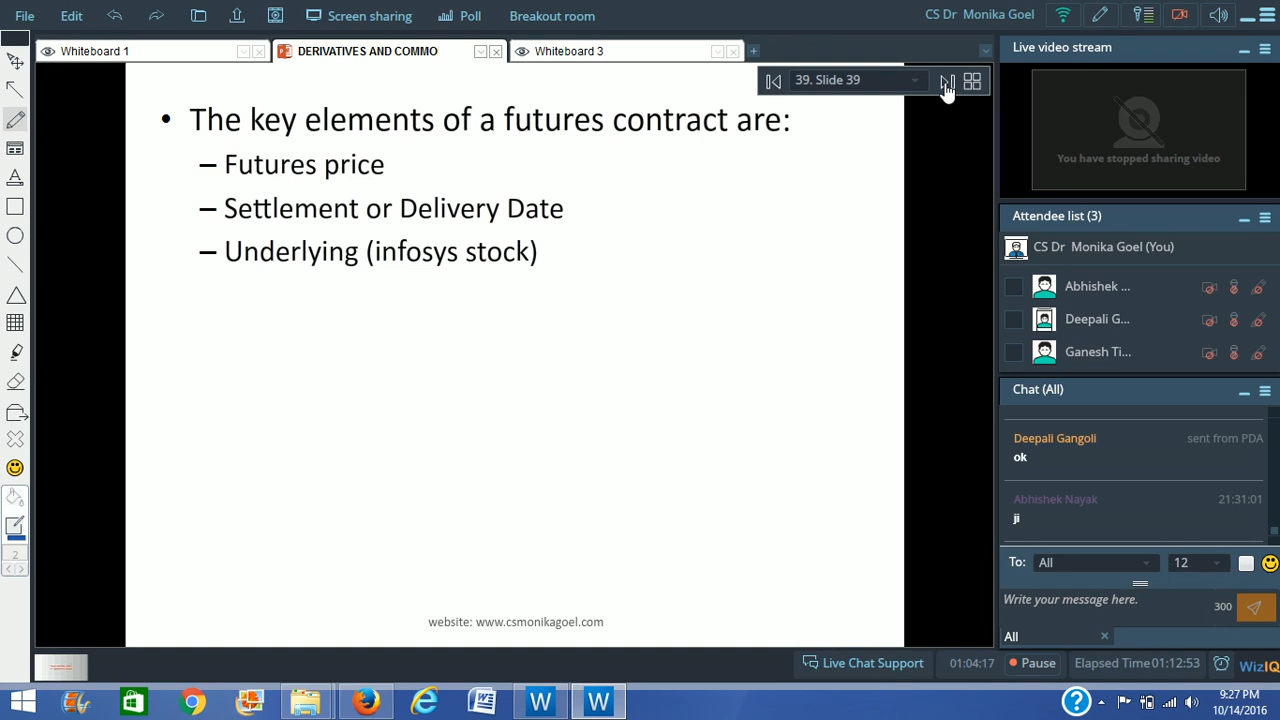 File Edit Screen sharing Poll Breakout room CS Dr Monika Goel
Whiteboard 1 DERIVATIVES AND COMMO Whiteboard 3
Live video stream
39. Slide 39
• The key elements of a futures contract are:
– Futures price
– Settlement or Delivery Date
– Underlying (infosys stock)
website: www.csmonikagoel.com
2
You have stopped sharing video
Attendee list (3)
CS Dr Monika Goel (You)
Abhishek ...
Deepali G...
Ganesh Ti...
Chat (All)
Deepali Gangoli sent from PDA
ok
Abhishek Nayak 21:31:01
ji
To: All 12
Write your message here. 300
All
Live Chat Support 01:04:17 Pause Elapsed Time 01:12:53 WizIQ
9:27 PM
10/14/2016